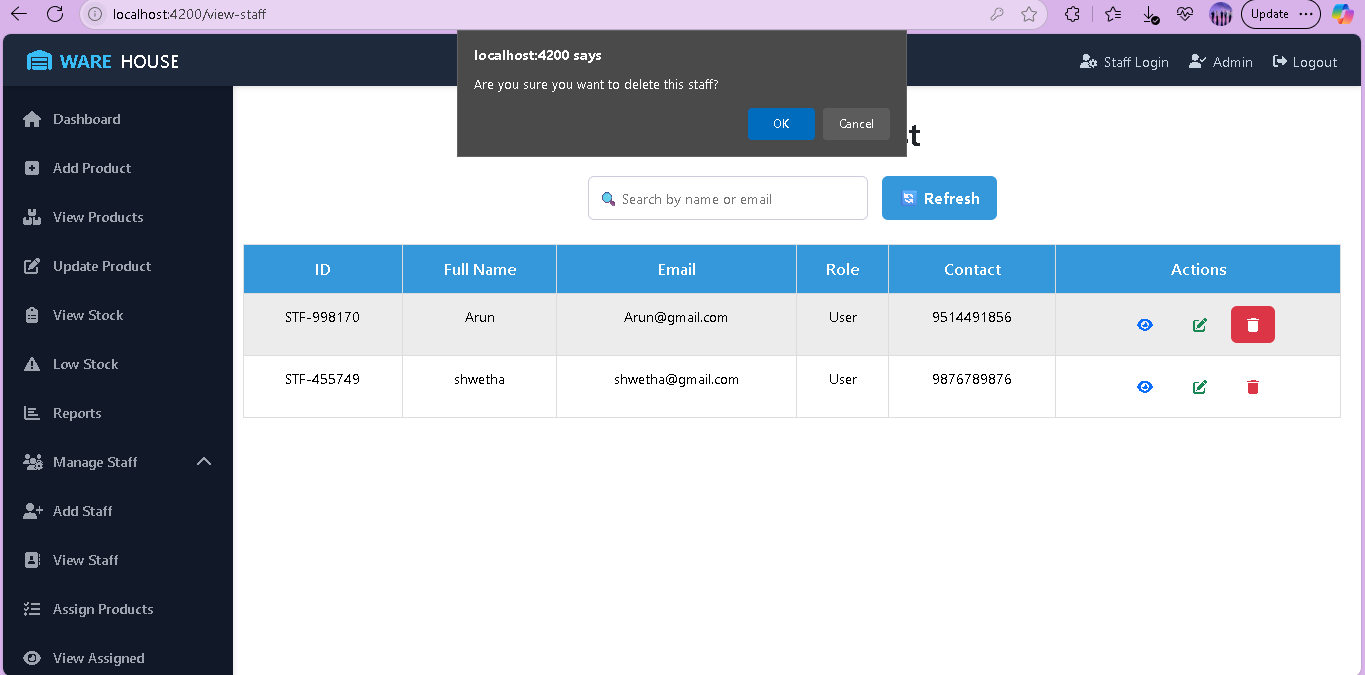 localhost:4200/view-staff
Update
WARE HOUSE
localhost:4200 says
Are you sure you want to delete this staff?
OK
Cancel
Staff Login
Admin
Logout
Dashboard
Add Product
View Products
Update Product
View Stock
Low Stock
Reports
Manage Staff
Add Staff
View Staff
Assign Products
View Assigned
Search by name or email
Refresh
ID Full Name Email Role Contact Actions
STF-998170 Arun Arun@gmail.com User 9514491856
STF-455749 shwetha shwetha@gmail.com User 9876789876